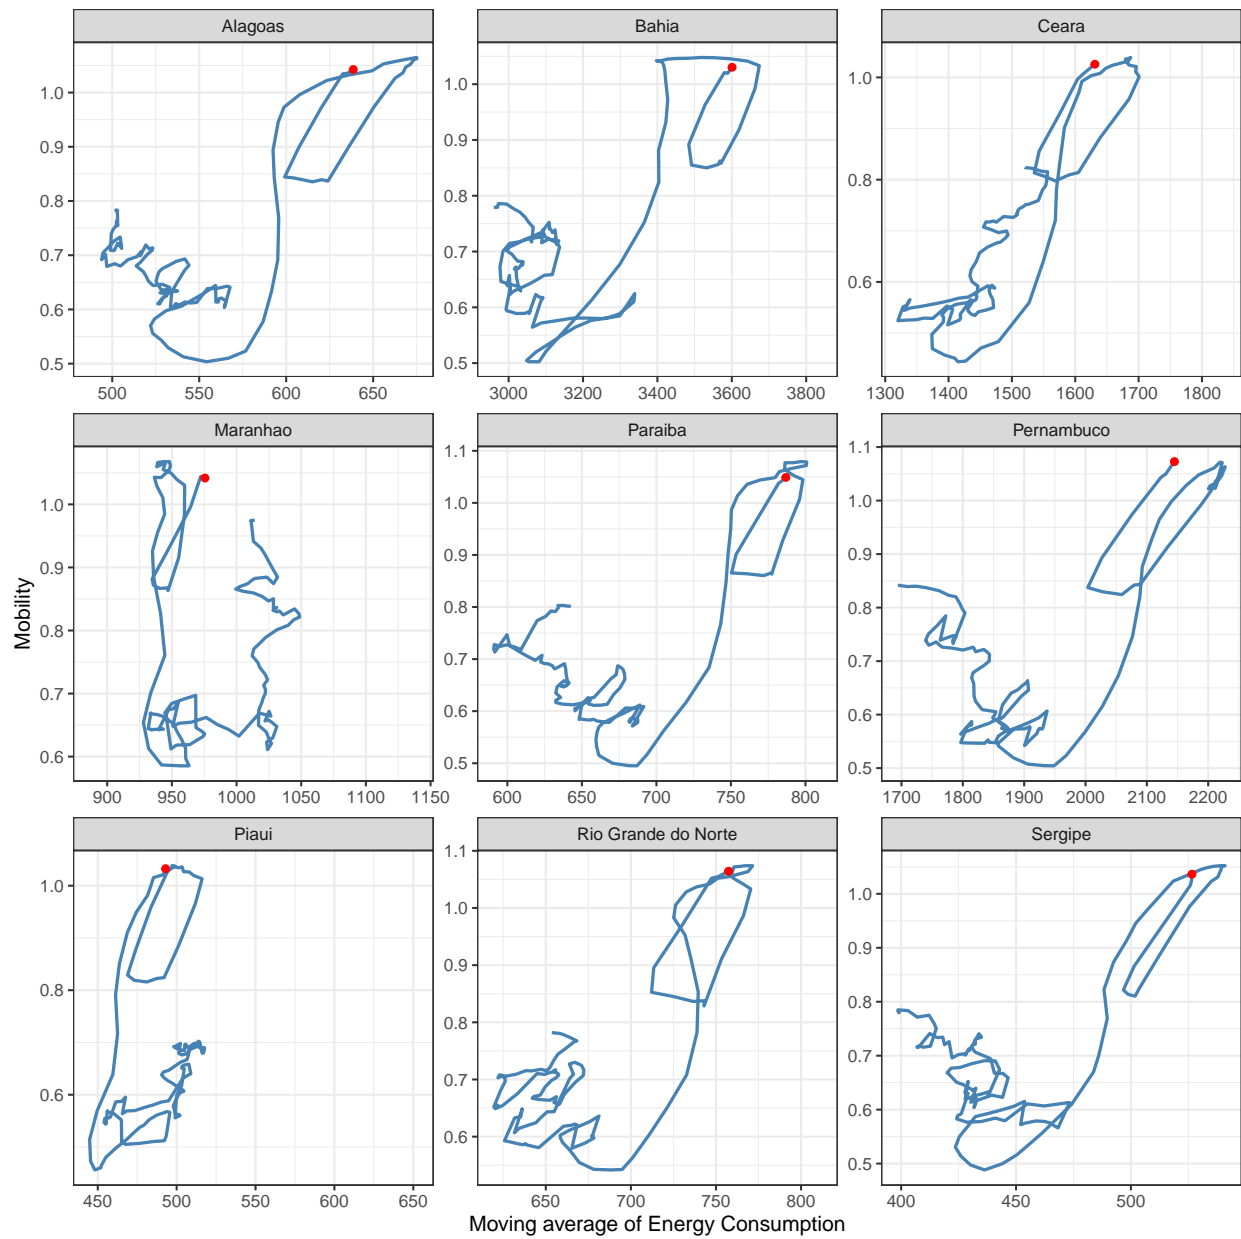 Alagoas
Bahia
Ceara
1.0
0.9
0.8
0.7
0.6
0.5
500 550 600 650
1.0
0.9
0.8
0.7
0.6
0.5
3000 3200 3400 3600 3800
1.0
0.8
0.6
1300 1400 1500 1600 1700 1800
Maranhao
Paraiba
Pernambuco
Mobility
1.0
0.9
0.8
0.7
0.6
900 950 1000 1050 1100 1150
1.1
1.0
0.9
0.8
0.7
0.6
0.5
600 650 700 750 800
1.1
1.0
0.9
0.8
0.7
0.6
0.5
1700 1800 1900 2000 2100 2200
Piaui
Rio Grande do Norte
Sergipe
1.0
0.8
0.6
450 500 550 600 650
1.1
1.0
0.9
0.8
0.7
0.6
650 700 750 800
1.0
0.9
0.8
0.7
0.6
0.5
400 450 500
Moving average of Energy Consumption